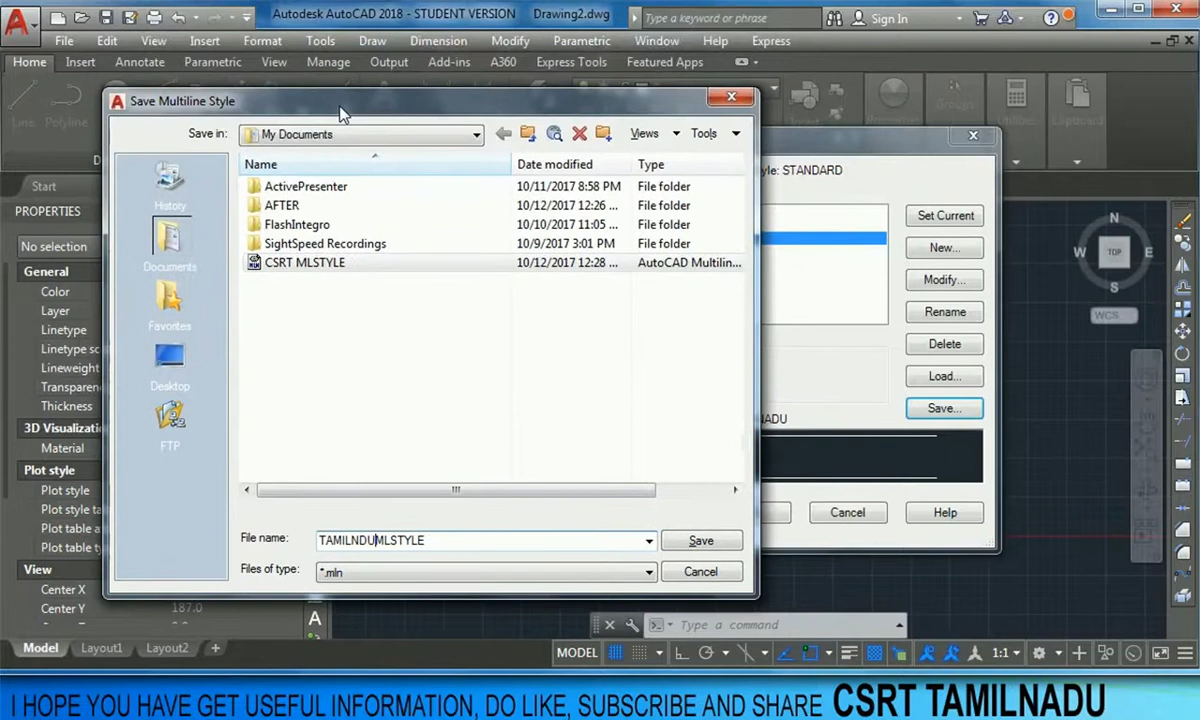 Autodesk AutoCAD 2018 - STUDENT VERSION Drawing2.dwg Type a keyword or phrase Sign In
File Edit View Insert Format Tools Draw Dimension Modify Parametric Window Help Express
Home Insert Annotate Parametric View Manage Output Add-ins A360 Express Tools Featured Apps
Line Polyline Groups Utilities Clipboard
Start
PROPERTIES
No selection
General
Color
Layer
Linetype
Linetype sc
Lineweight
Transparen
Thickness
3D Visualizatio
Material
Plot style
Plot style
Plot style ta
Plot table a
Plot table ty
View
Center X
Center Y 187.0
Save Multiline Style
Save in: My Documents Views Tools
History
Documents
Favorites
Desktop
FTP
Name Date modified Type
ActivePresenter 10/11/2017 8:58 PM File folder
AFTER 10/12/2017 12:26 ... File folder
FlashIntegro 10/10/2017 11:05 ... File folder
SightSpeed Recordings 10/9/2017 3:01 PM File folder
CSRT MLSTYLE 10/12/2017 12:28 ... AutoCAD Multilin...
File name: TAMILNDUMLSTYLE Save
Files of type: *.mln Cancel
yle: STANDARD
Set Current
New...
Modify...
Rename
Delete
Load...
Save...
NADU
Cancel Help
N
W TOP E
S
WCS
Type a command
Model Layout1 Layout2 +
MODEL 1:1
I HOPE YOU HAVE GET USEFUL INFORMATION, DO LIKE, SUBSCRIBE AND SHARE CSRT TAMILNADU